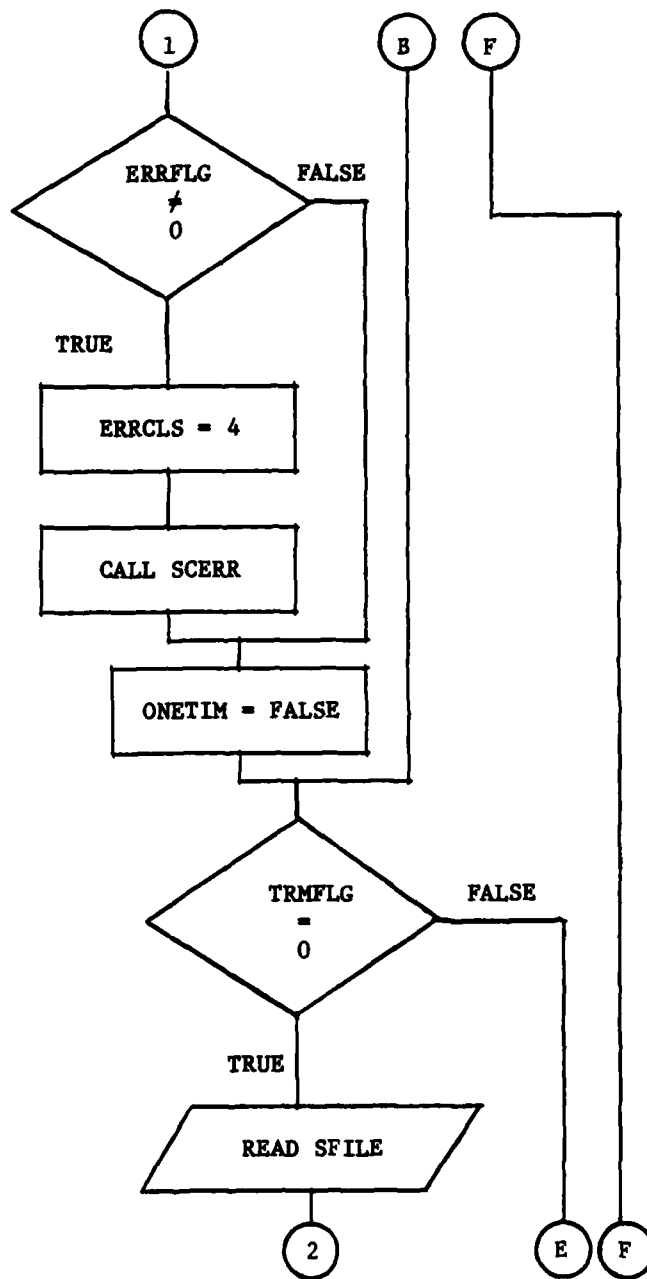 1
B
F
ERRFLG
≠
0
FALSE
TRUE
ERRCLS = 4
CALL SCERR
ONETIM = FALSE
TRMFLG
=
0
FALSE
TRUE
READ SFILE
2
E
F